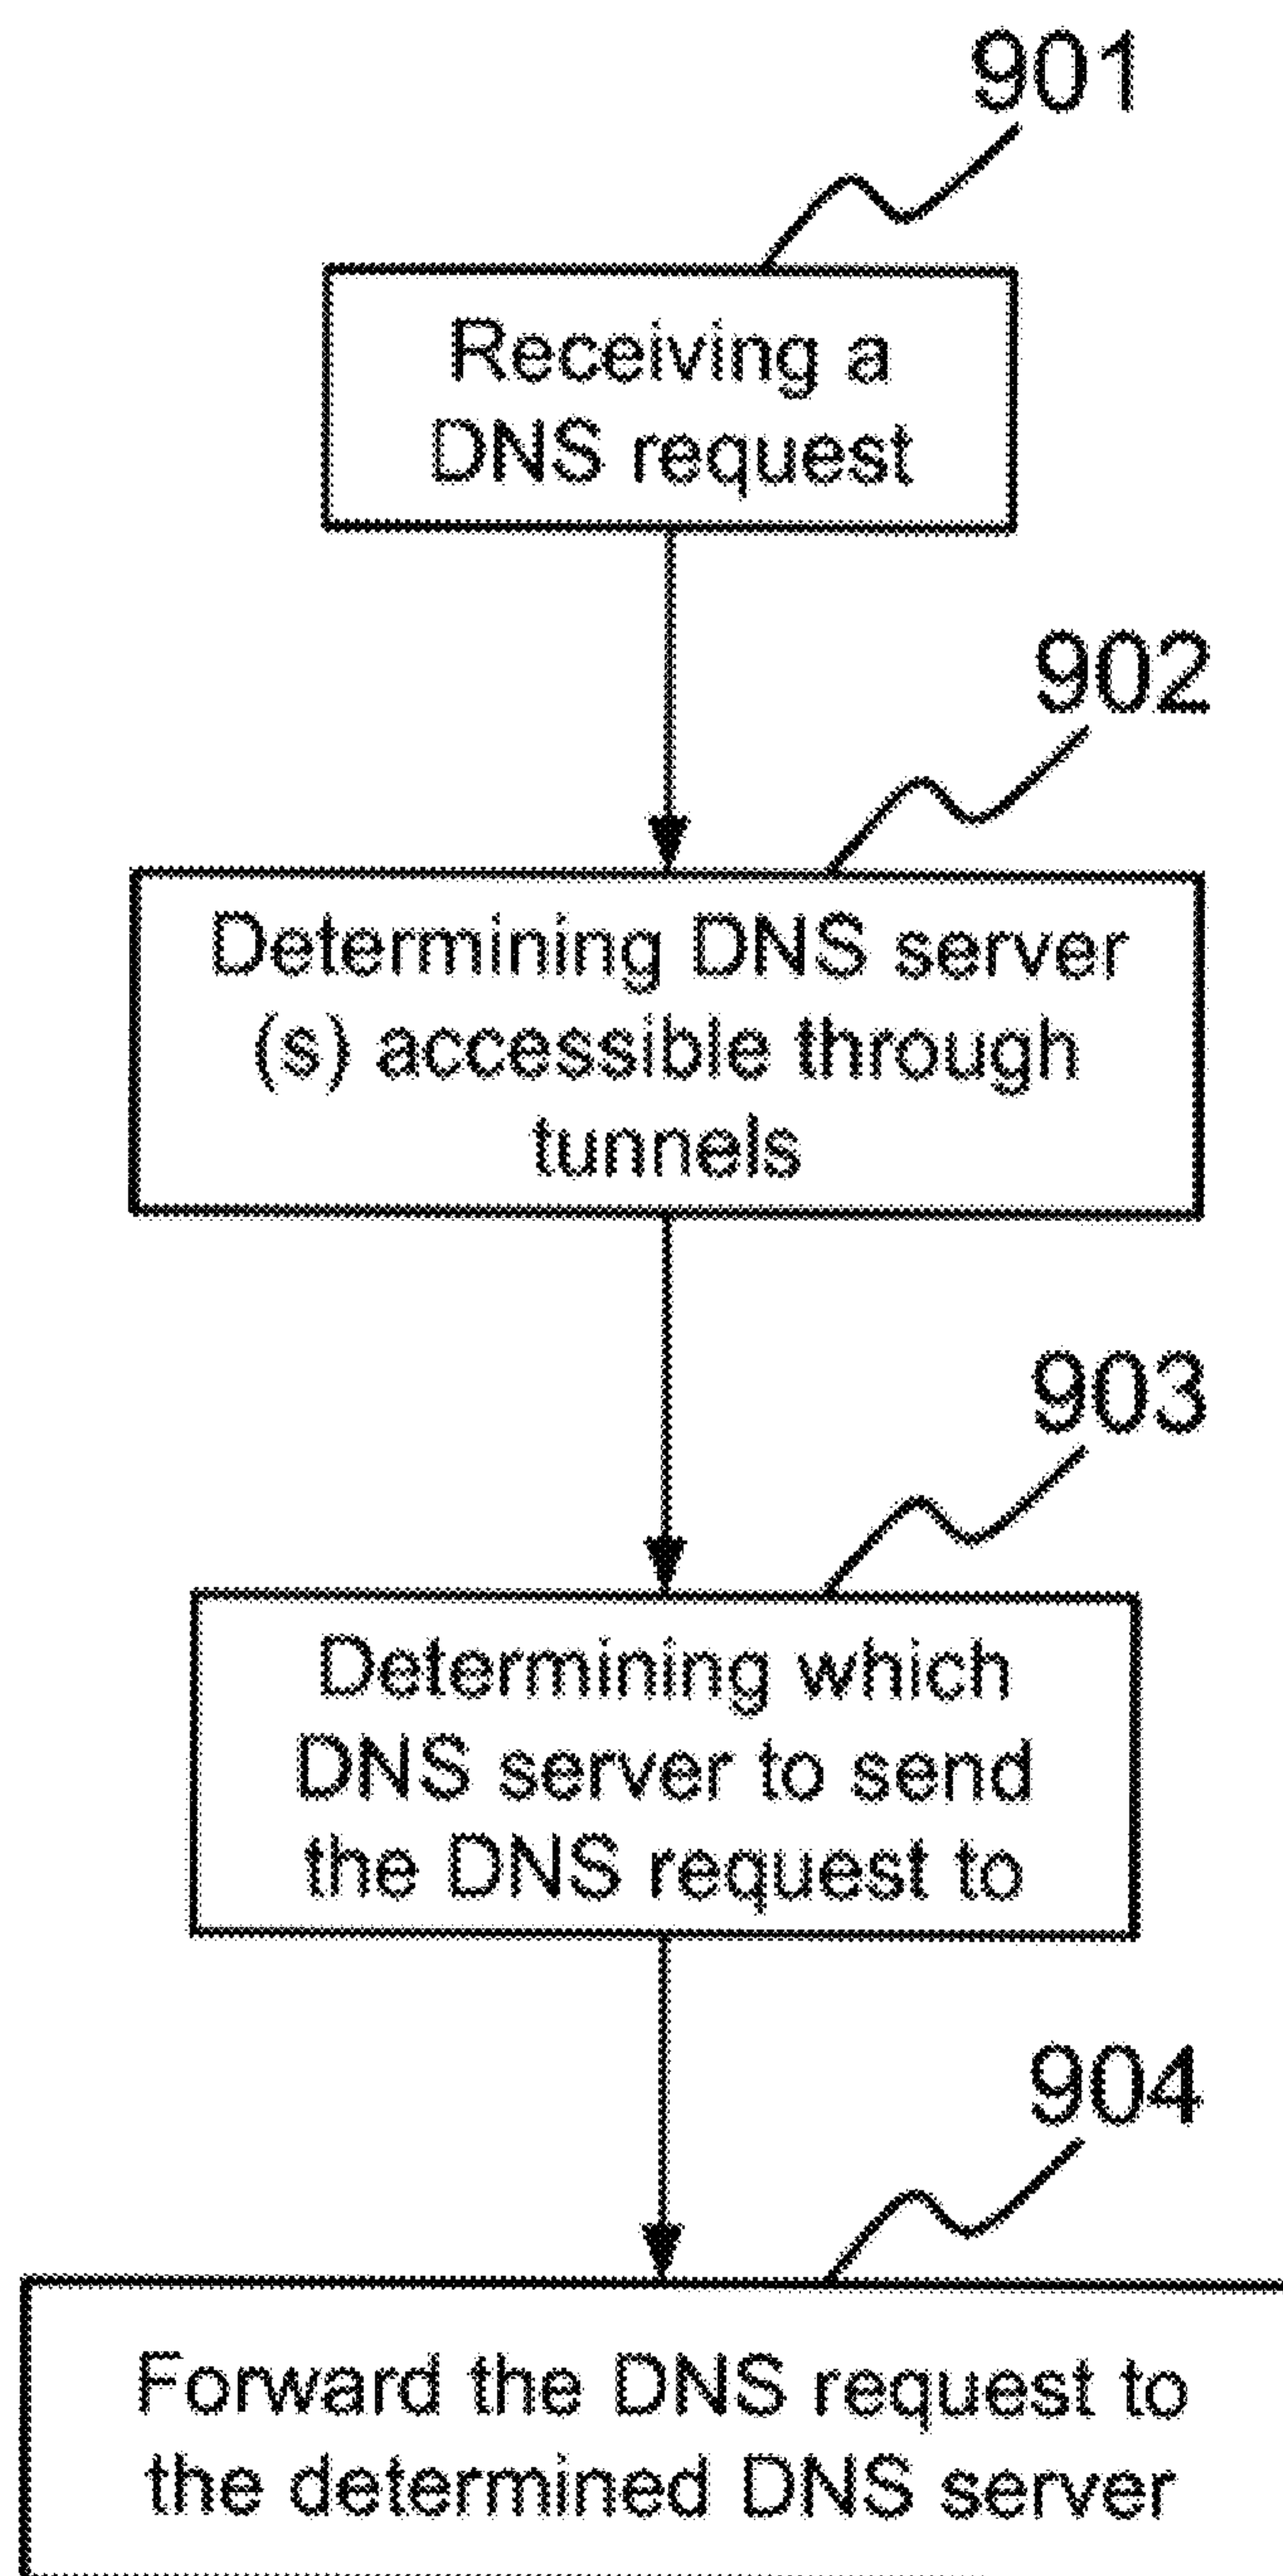 901
Receiving a
DNS request
902
Determining DNS server
(s) accessible through
tunnels
903
Determining which
DNS server to send
the DNS request to
904
Forward the DNS request to
the determined DNS server